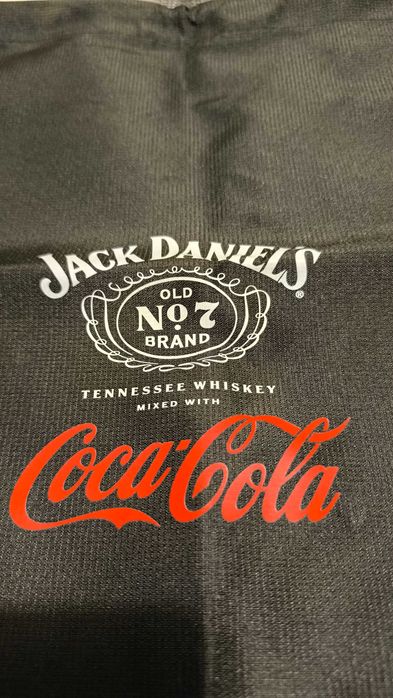 JACK DANIEL'S ®
OLD
Nº 7
BRAND
TENNESSEE WHISKEY
MIXED WITH
Coca-Cola